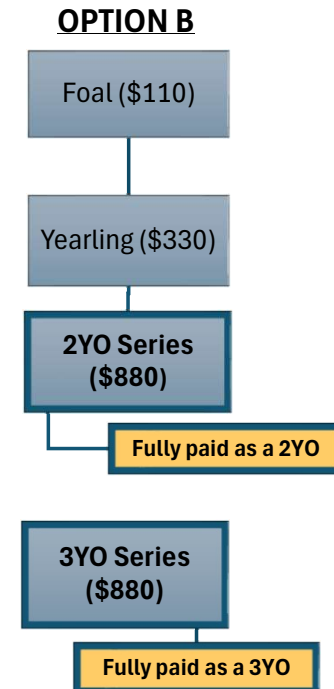 OPTION B
Foal ($110)
Yearling ($330)
2YO Series
($880)
Fully paid as a 2YO
3YO Series
($880)
Fully paid as a 3YO